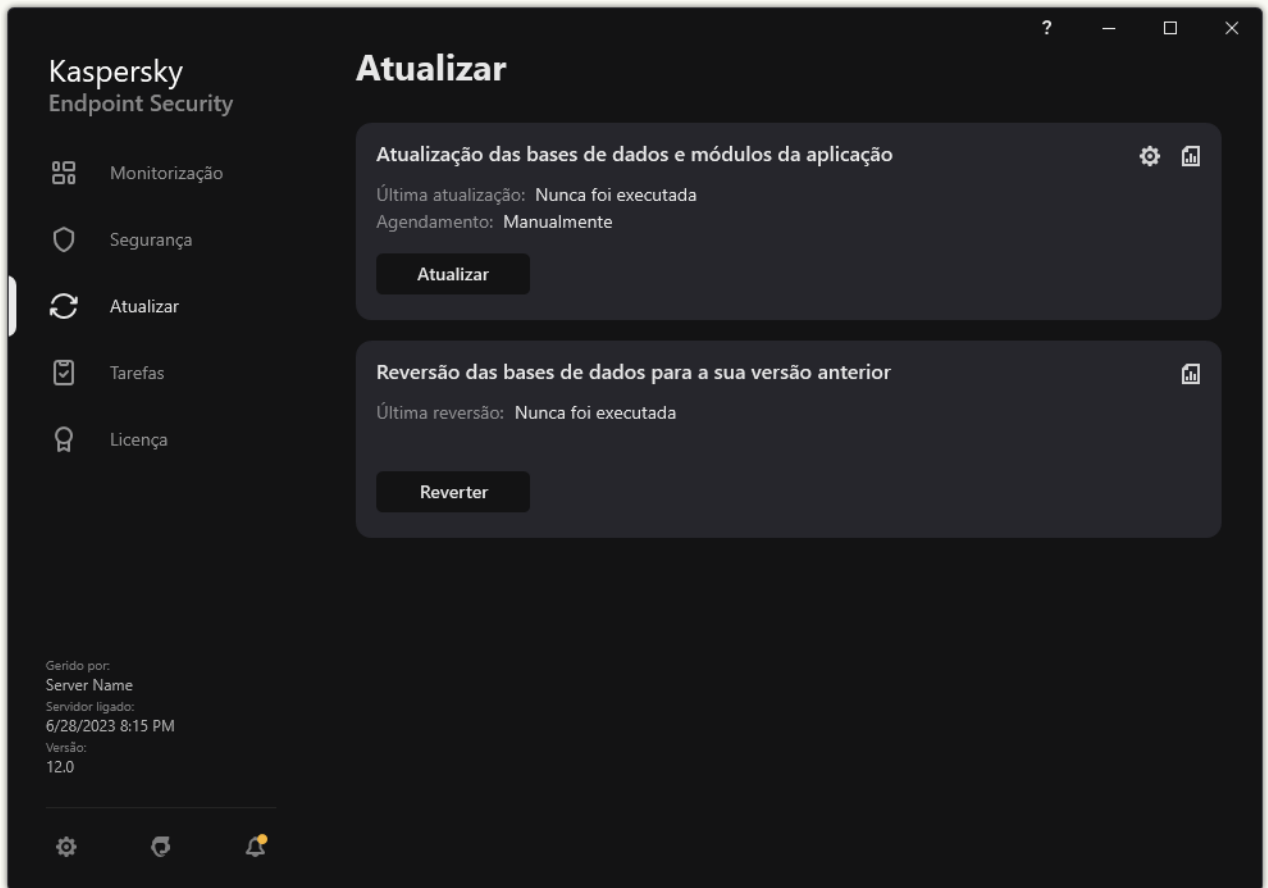 ?
Kaspersky
Endpoint Security
Monitorização
Segurança
Atualizar
Tarefas
Licença
Gerido por:
Server Name
Servidor ligado:
6/28/2023 8:15 PM
Versão:
12.0
Atualizar
Atualização das bases de dados e módulos da aplicação
Última atualização: Nunca foi executada
Agendamento: Manualmente
Atualizar
Reversão das bases de dados para a sua versão anterior
Última reversão: Nunca foi executada
Reverter